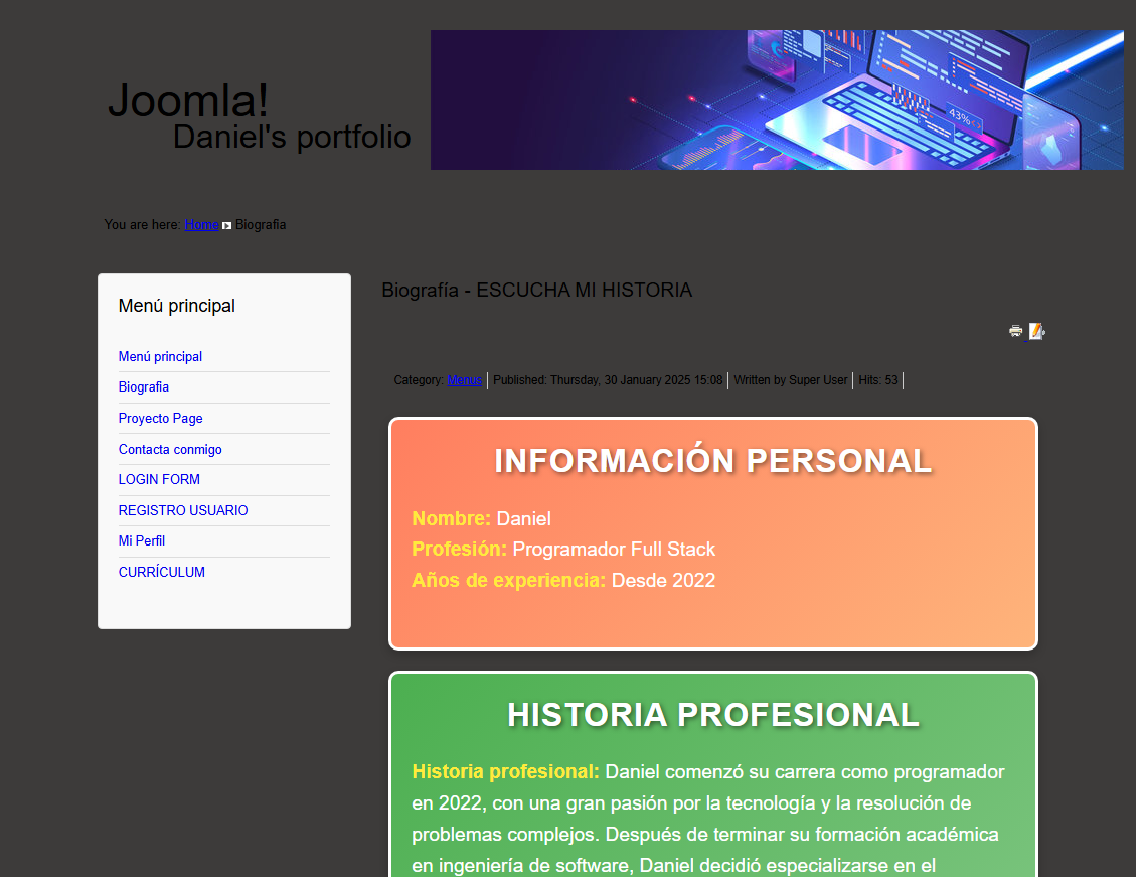 Joomla!
Daniel's portfolio
43%
You are here: Home Biografia
Menú principal
Menú principal
Biografia
Proyecto Page
Contacta conmigo
LOGIN FORM
REGISTRO USUARIO
Mi Perfil
CURRÍCULUM
Biografía - ESCUCHA MI HISTORIA
Category: Menus Published: Thursday, 30 January 2025 15:08 Written by Super User Hits: 53
INFORMACIÓN PERSONAL
Nombre: Daniel
Profesión: Programador Full Stack
Años de experiencia: Desde 2022
HISTORIA PROFESIONAL
Historia profesional: Daniel comenzó su carrera como programador
en 2022, con una gran pasión por la tecnología y la resolución de
problemas complejos. Después de terminar su formación académica
en ingeniería de software, Daniel decidió especializarse en el